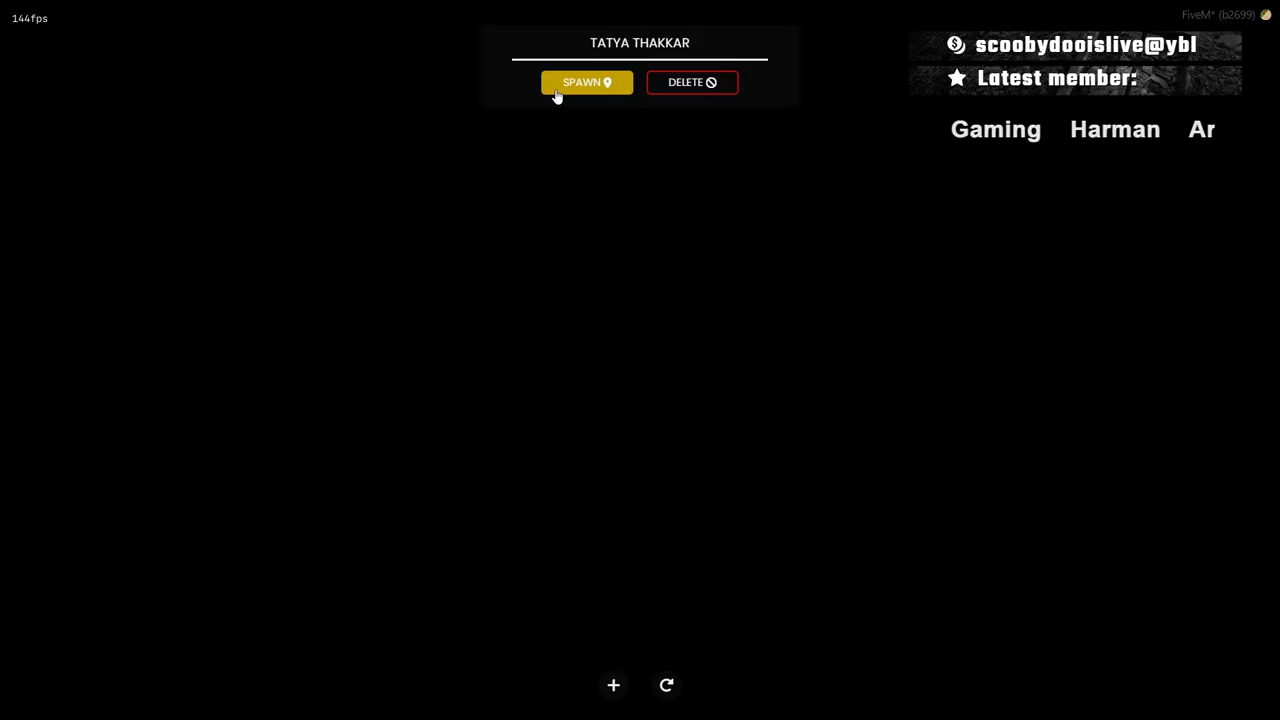 144fps
FiveM* (b2699)
TATYA THAKKAR
scoobydooislive@ybl
SPAWN
DELETE
Latest member:
Gaming Harman Ar